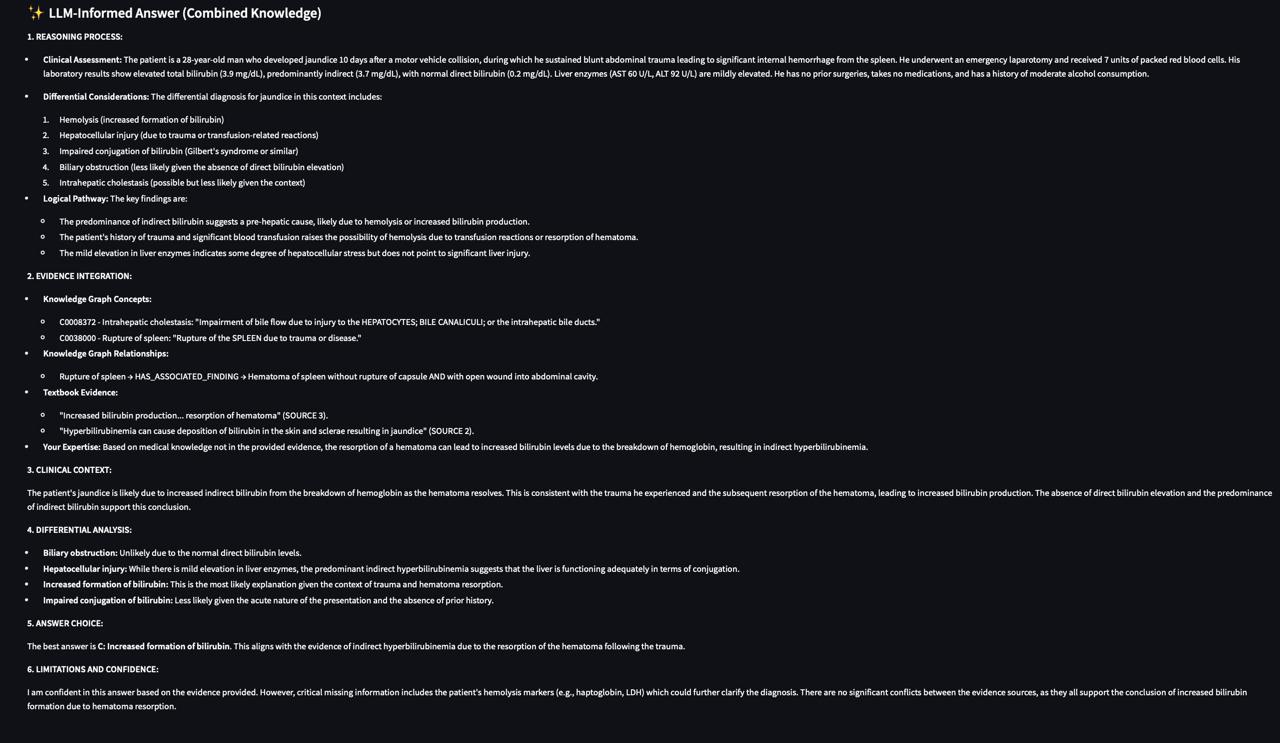 ✨ LLM-Informed Answer (Combined Knowledge)
1. REASONING PROCESS:
• Clinical Assessment: The patient is a 28-year-old man who developed jaundice 10 days after a motor vehicle collision, during which he sustained blunt abdominal trauma leading to significant internal hemorrhage from the spleen. He underwent an emergency laparotomy and received 7 units of packed red blood cells. His
laboratory results show elevated total bilirubin (3.9 mg/dL), predominantly indirect (3.7 mg/dL), with normal direct bilirubin (0.2 mg/dL). Liver enzymes (AST 60 U/L, ALT 92 U/L) are mildly elevated. He has no prior surgeries, takes no medications, and has a history of moderate alcohol consumption.
• Differential Considerations: The differential diagnosis for jaundice in this context includes:
1. Hemolysis (increased formation of bilirubin)
2. Hepatocellular injury (due to trauma or transfusion-related reactions)
3. Impaired conjugation of bilirubin (Gilbert's syndrome or similar)
4. Biliary obstruction (less likely given the absence of direct bilirubin elevation)
5. Intrahepatic cholestasis (possible but less likely given the context)
• Logical Pathway: The key findings are:
○ The predominance of indirect bilirubin suggests a pre-hepatic cause, likely due to hemolysis or increased bilirubin production.
○ The patient's history of trauma and significant blood transfusion raises the possibility of hemolysis due to transfusion reactions or resorption of hematoma.
○ The mild elevation in liver enzymes indicates some degree of hepatocellular stress but does not point to significant liver injury.
2. EVIDENCE INTEGRATION:
• Knowledge Graph Concepts:
○ C0008372 - Intrahepatic cholestasis: "Impairment of bile flow due to injury to the HEPATOCYTES; BILE CANALICULI; or the intrahepatic bile ducts."
○ C0038000 - Rupture of spleen: "Rupture of the SPLEEN due to trauma or disease."
• Knowledge Graph Relationships:
○ Rupture of spleen → HAS_ASSOCIATED_FINDING → Hematoma of spleen without rupture of capsule AND with open wound into abdominal cavity.
• Textbook Evidence:
○ "Increased bilirubin production... resorption of hematoma" (SOURCE 3).
○ "Hyperbilirubinemia can cause deposition of bilirubin in the skin and sclerae resulting in jaundice" (SOURCE 2).
• Your Expertise: Based on medical knowledge not in the provided evidence, the resorption of a hematoma can lead to increased bilirubin levels due to the breakdown of hemoglobin, resulting in indirect hyperbilirubinemia.
3. CLINICAL CONTEXT:
The patient's jaundice is likely due to increased indirect bilirubin from the breakdown of hemoglobin as the hematoma resolves. This is consistent with the trauma he experienced and the subsequent resorption of the hematoma, leading to increased bilirubin production. The absence of direct bilirubin elevation and the predominance
of indirect bilirubin support this conclusion.
4. DIFFERENTIAL ANALYSIS:
• Biliary obstruction: Unlikely due to the normal direct bilirubin levels.
• Hepatocellular injury: While there is mild elevation in liver enzymes, the predominant indirect hyperbilirubinemia suggests that the liver is functioning adequately in terms of conjugation.
• Increased formation of bilirubin: This is the most likely explanation given the context of trauma and hematoma resorption.
• Impaired conjugation of bilirubin: Less likely given the acute nature of the presentation and the absence of prior history.
5. ANSWER CHOICE:
The best answer is C: Increased formation of bilirubin. This aligns with the evidence of indirect hyperbilirubinemia due to the resorption of the hematoma following the trauma.
6. LIMITATIONS AND CONFIDENCE:
I am confident in this answer based on the evidence provided. However, critical missing information includes the patient's hemolysis markers (e.g., haptoglobin, LDH) which could further clarify the diagnosis. There are no significant conflicts between the evidence sources, as they all support the conclusion of increased bilirubin
formation due to hematoma resorption.